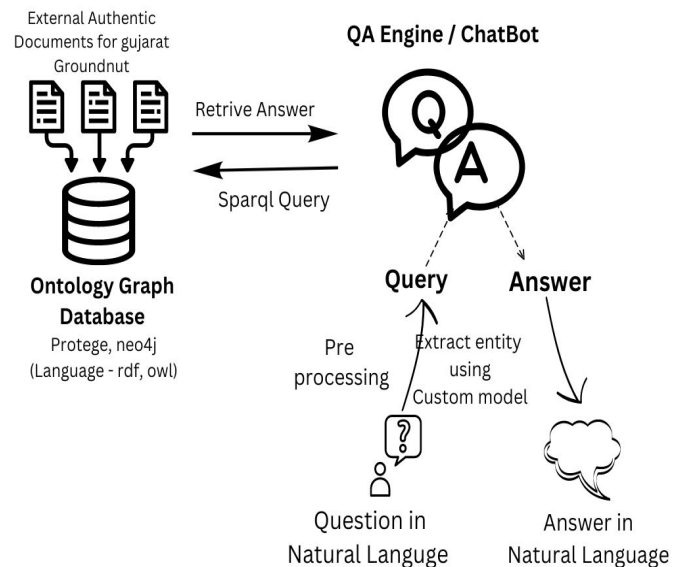 External Authentic
Documents for gujarat
Groundnut
QA Engine / ChatBot
Retrive Answer
Sparql Query
Q
A
Ontology Graph
Database
Protege, neo4j
(Language - rdf, owl)
Query
Answer
Pre
processing
Extract entity
using
Custom model
?
Question in
Natural Languge
Answer in
Natural Language